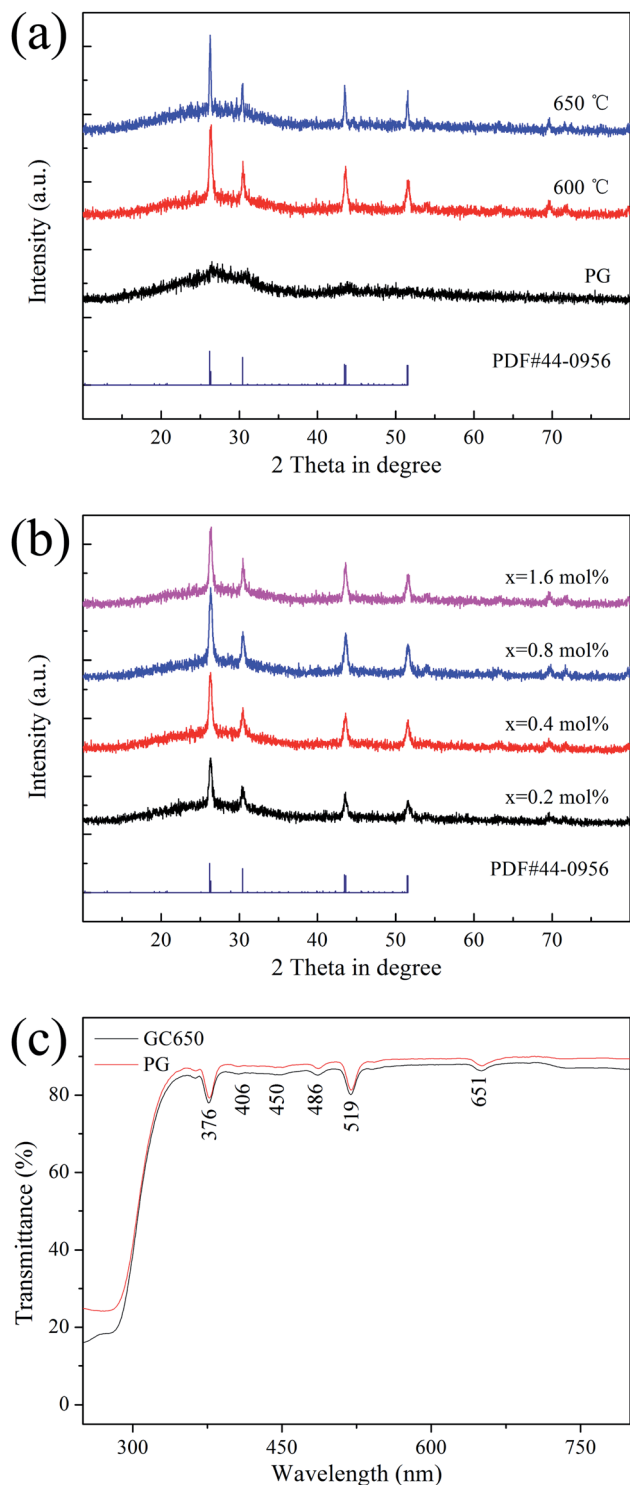 (a)
650 ℃
600 ℃
PG
PDF#44-0956
Intensity (a.u.)
20 30 40 50 60 70
2 Theta in degree
(b)
x=1.6 mol%
x=0.8 mol%
x=0.4 mol%
x=0.2 mol%
PDF#44-0956
Intensity (a.u.)
20 30 40 50 60 70
2 Theta in degree
(c)
GC650
PG
80
60
40
20
0
376
406
450
486
519
651
Transmittance (%)
300 450 600 750
Wavelength (nm)